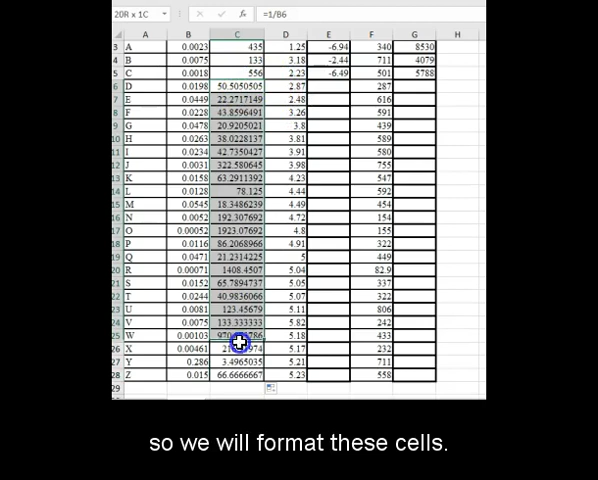 20R x 1C =1/B6
A B C D E F G H
3 A 0.0023 435 1.25 -6.94 340 8530
4 B 0.0075 133 3.18 -2.44 711 4079
5 C 0.0018 556 2.23 -6.49 501 5788
6 D 0.0198 50.5050505 2.87 287
7 E 0.0449 22.2717149 2.48 616
8 F 0.0228 43.8596491 3.26 591
9 G 0.0478 20.9205021 3.8 439
10 H 0.0263 38.0228137 3.81 589
11 I 0.0234 42.7350427 3.91 580
12 J 0.0031 322.580645 3.98 755
13 K 0.0158 63.2911392 4.23 547
14 L 0.0128 78.125 4.44 592
15 M 0.0545 18.3486239 4.49 454
16 N 0.0052 192.307692 4.72 154
17 O 0.00052 1923.07692 4.8 155
18 P 0.0116 86.2068966 4.91 322
19 Q 0.0471 21.2314225 5 449
20 R 0.00071 1408.4507 5.04 82.9
21 S 0.0152 65.7894737 5.05 337
22 T 0.0244 40.9836066 5.07 322
23 U 0.0081 123.45679 5.11 806
24 V 0.0075 133.333333 5.82 242
25 W 0.00103 5.18 433
26 X 0.00461 5.17 232
27 Y 0.286 3.4965035 5.21 711
28 Z 0.015 66.6666667 5.23 558
29
so we will format these cells.